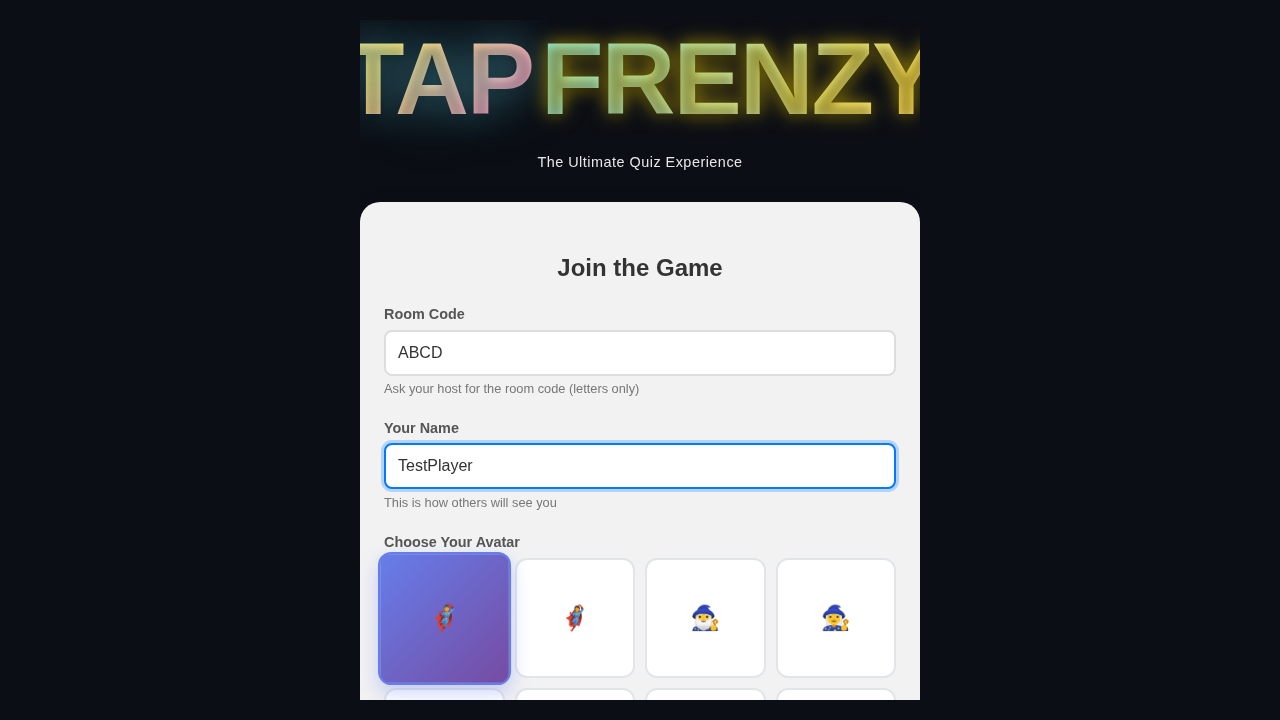 TAP FRENZY
The Ultimate Quiz Experience
Join the Game
Room Code
ABCD
Ask your host for the room code (letters only)
Your Name
TestPlayer
This is how others will see you
Choose Your Avatar